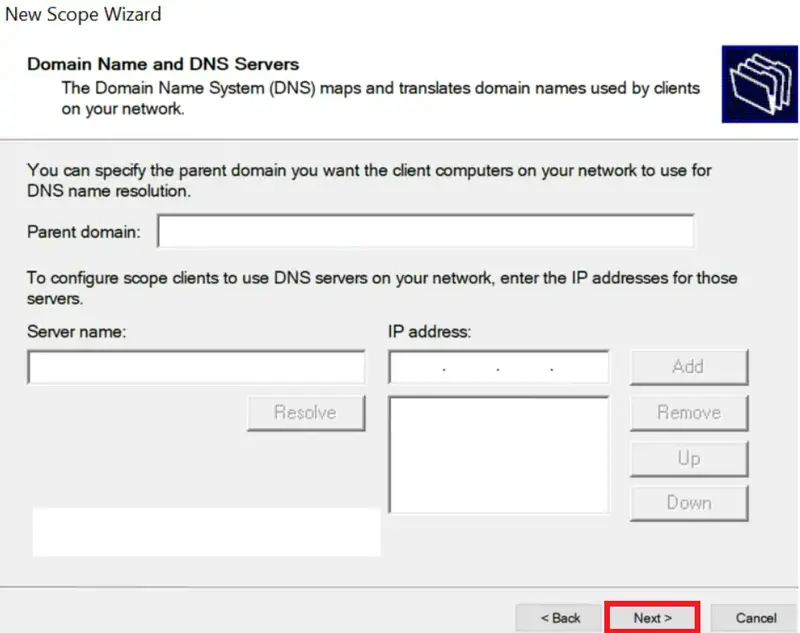 New Scope Wizard
Domain Name and DNS Servers
The Domain Name System (DNS) maps and translates domain names used by clients
on your network.
You can specify the parent domain you want the client computers on your network to use for
DNS name resolution.
Parent domain:
To configure scope clients to use DNS servers on your network, enter the IP addresses for those
servers.
Server name:
IP address:
. . .
Add
Resolve
Remove
Up
Down
< Back
Next >
Cancel